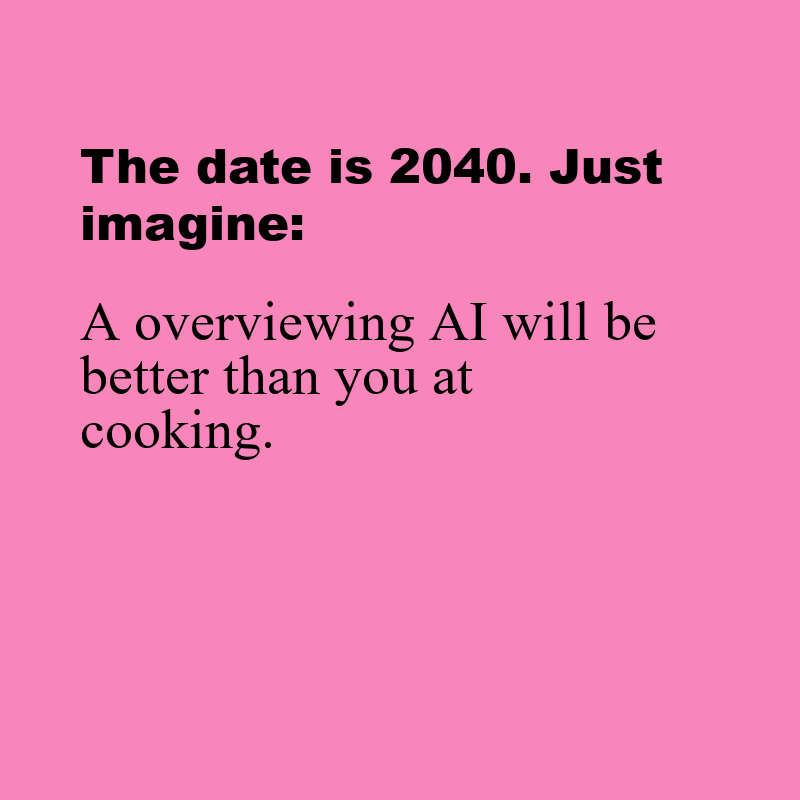 The date is 2040. Just
imagine:
A overviewing AI will be
better than you at
cooking.